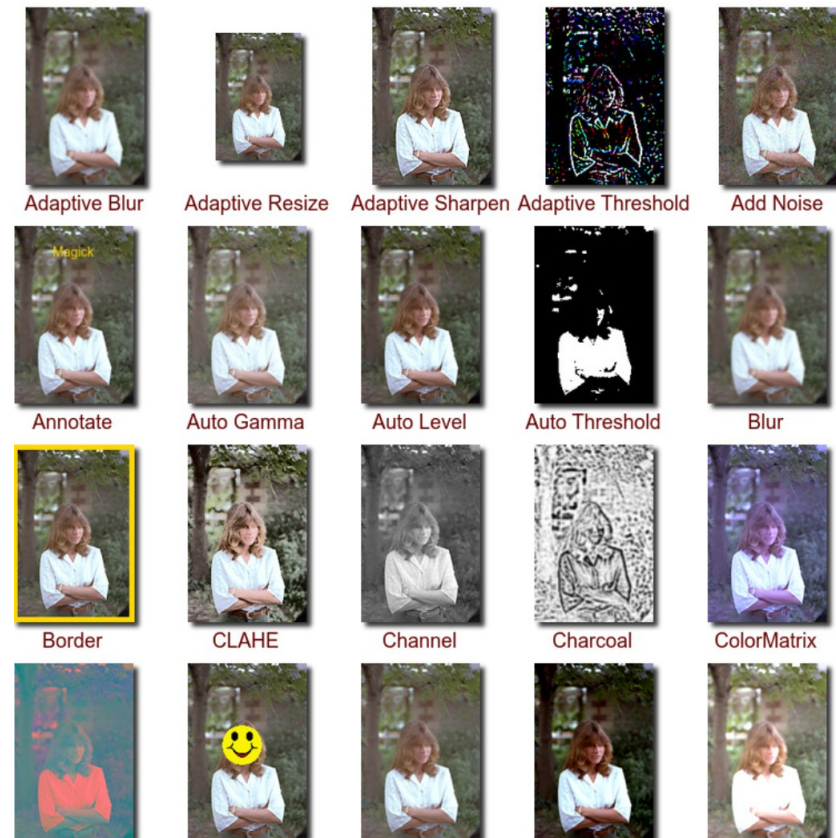 Adaptive Blur
Adaptive Resize
Adaptive Sharpen
Adaptive Threshold
Add Noise
Magick
Annotate
Auto Gamma
Auto Level
Auto Threshold
Blur
Border
CLAHE
Channel
Charcoal
ColorMatrix